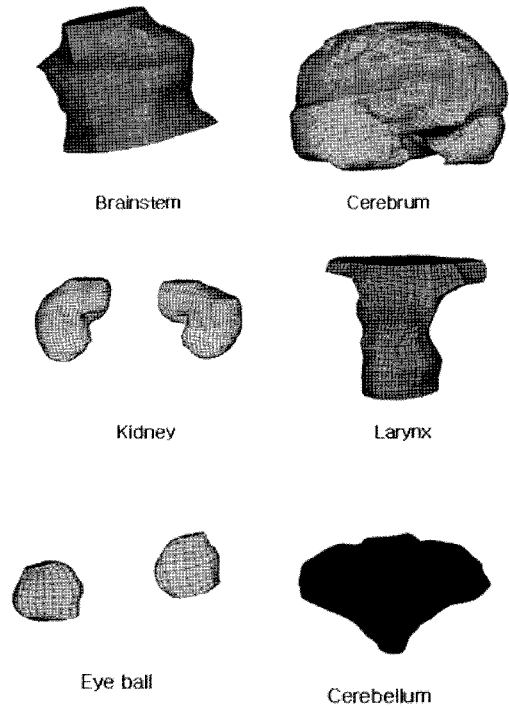 Brainstem
Cerebrum
Kidney
Larynx
Eye ball
Cerebellum